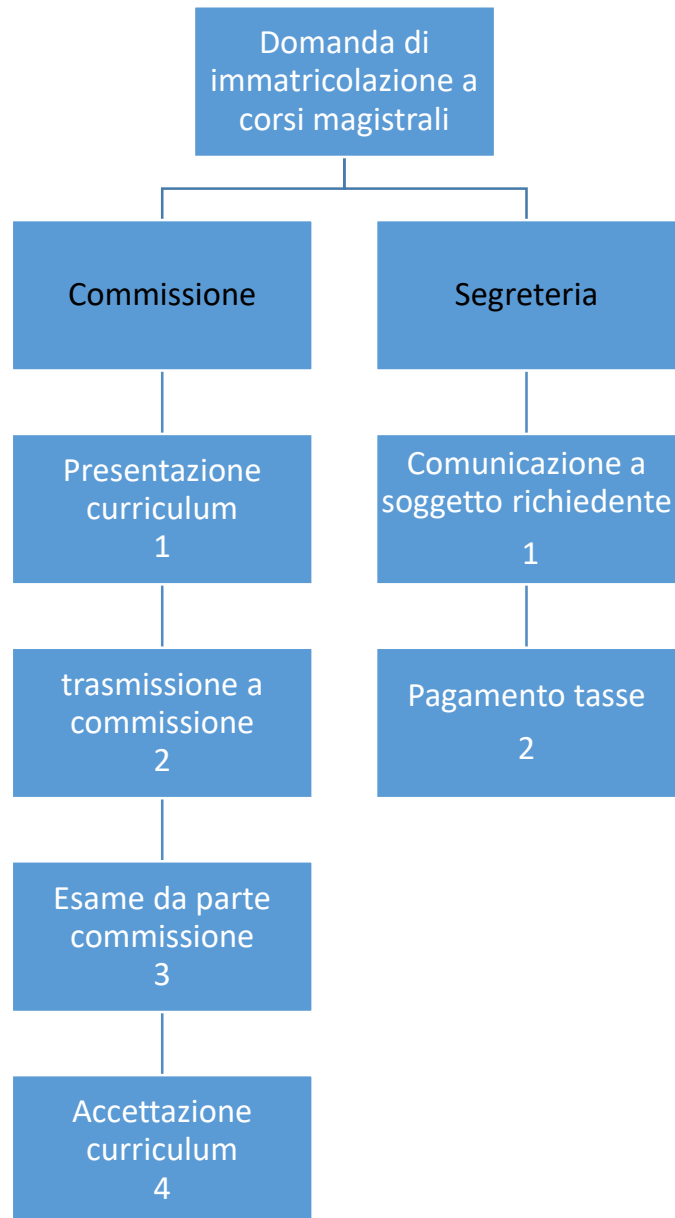 Domanda di
immatricolazione a
corsi magistrali
Commissione
Segreteria
Presentazione
curriculum
1
Comunicazione a
soggetto richiedente
1
trasmissione a
commissione
2
Pagamento tasse
2
Esame da parte
commissione
3
Accettazione
curriculum
4